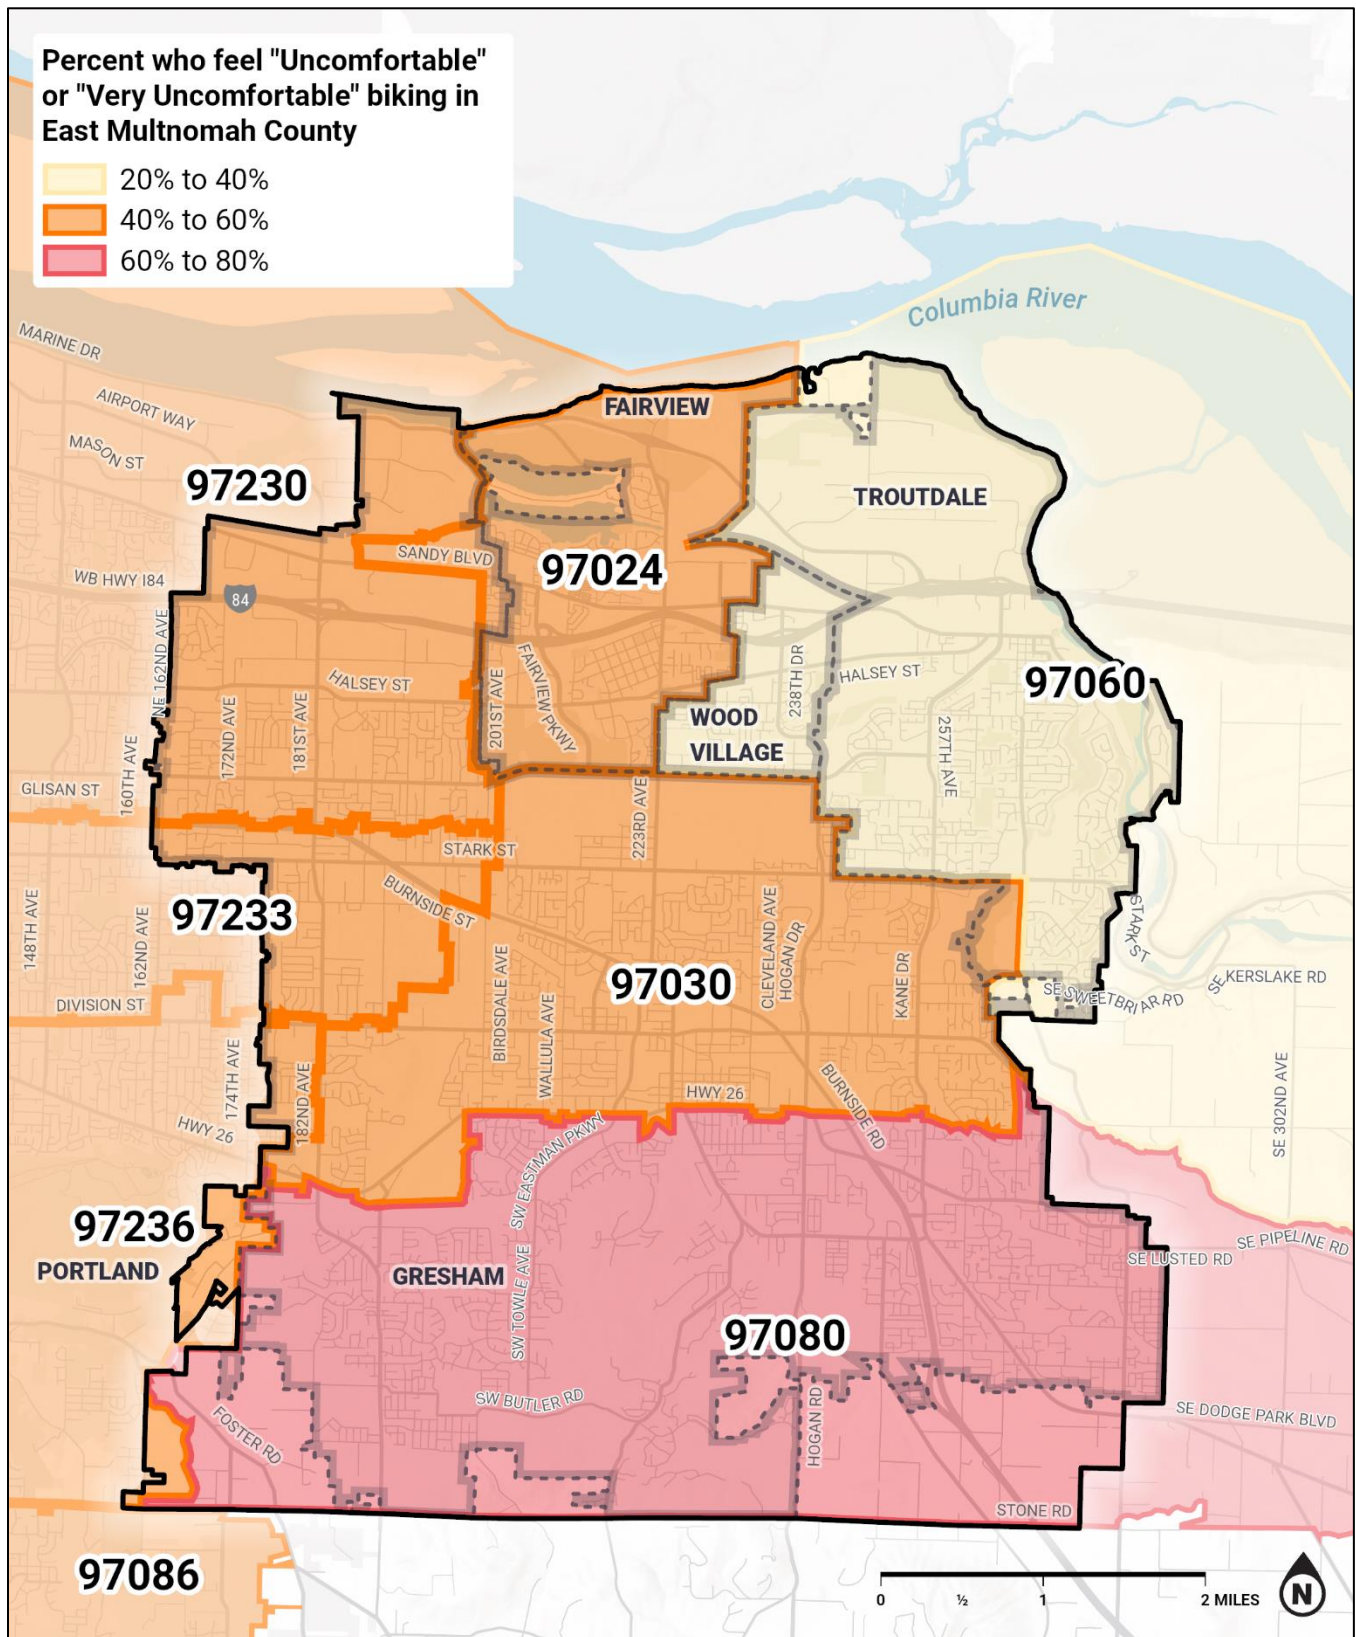 Percent who feel "Uncomfortable"
or "Very Uncomfortable" biking in
East Multnomah County
20% to 40%
40% to 60%
60% to 80%
Columbia River
MARINE DR
AIRPORT WAY
MASON ST
FAIRVIEW
97230
TROUTDALE
SANDY BLVD
97024
WB HWY I84
84
NE 162ND AVE
FAIRVIEW PKWY
201ST AVE
HALSEY ST
238TH DR
HALSEY ST
97060
172ND AVE
181ST AVE
WOOD
VILLAGE
257TH AVE
160TH AVE
GLISAN ST
223RD AVE
STARK ST
BURNSIDE ST
97233
148TH AVE
162ND AVE
CLEVELAND AVE
HOGAN DR
STARK ST
97030
KANE DR
SE KERSLAKE RD
SE SWEETBRIAR RD
DIVISION ST
BIRDSDALE AVE
WALLULA AVE
174TH AVE
182ND AVE
HWY 26
BURNSIDE RD
SE 302ND AVE
HWY 26
SW EASTMAN PKWY
97236
PORTLAND
GRESHAM
SE PIPELINE RD
SE LUSTED RD
SW TOWLE AVE
97080
SW BUTLER RD
HOGAN RD
SE DODGE PARK BLVD
FOSTER RD
STONE RD
97086
0 ½ 1 2 MILES
N